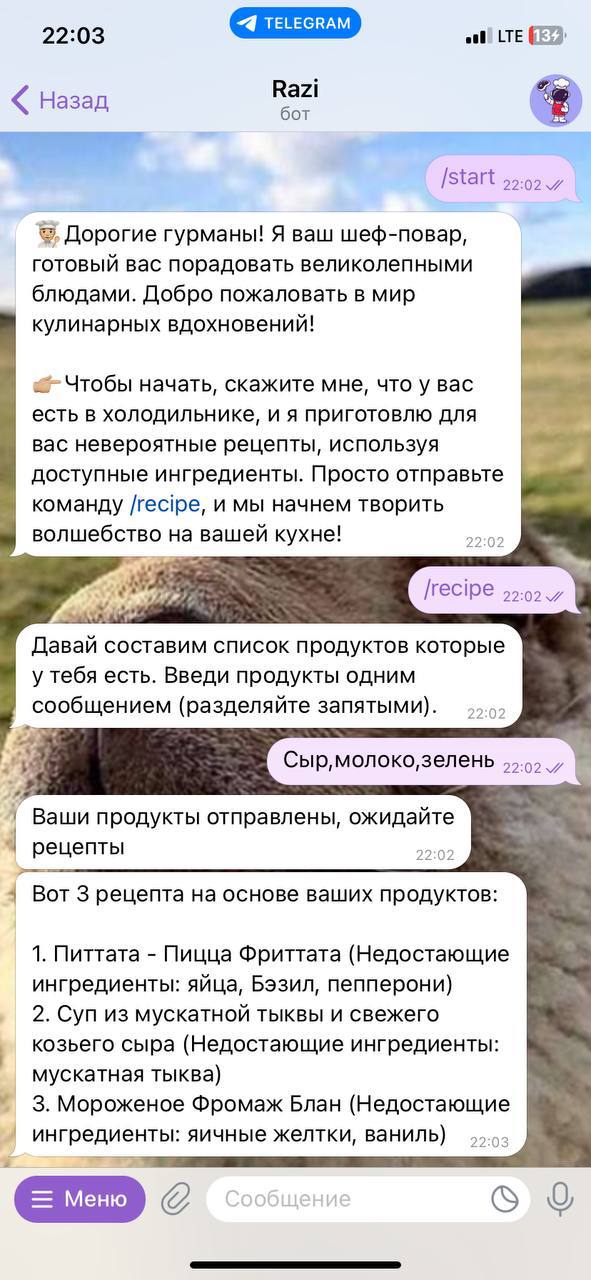 22:03
TELEGRAM
LTE
13
Назад
Razi
бот
/start 22:02
Дорогие гурманы! Я ваш шеф-повар,
готовый вас порадовать великолепными
блюдами. Добро пожаловать в мир
кулинарных вдохновений!
Чтобы начать, скажите мне, что у вас
есть в холодильнике, и я приготовлю для
вас невероятные рецепты, используя
доступные ингредиенты. Просто отправьте
команду /recipe, и мы начнем творить
волшебство на вашей кухне!
22:02
/recipe 22:02
Давай составим список продуктов которые
у тебя есть. Введи продукты одним
сообщением (разделяйте запятыми).
22:02
Сыр,молоко,зелень 22:02
Ваши продукты отправлены, ожидайте
рецепты
22:02
Вот 3 рецепта на основе ваших продуктов:
1. Питтата - Пицца Фриттата (Недостающие
ингредиенты: яйца, Бэзил, пепперони)
2. Суп из мускатной тыквы и свежего
козьего сыра (Недостающие ингредиенты:
мускатная тыква)
3. Мороженое Фромаж Блан (Недостающие
ингредиенты: яичные желтки, ваниль)
22:03
Меню
Сообщение